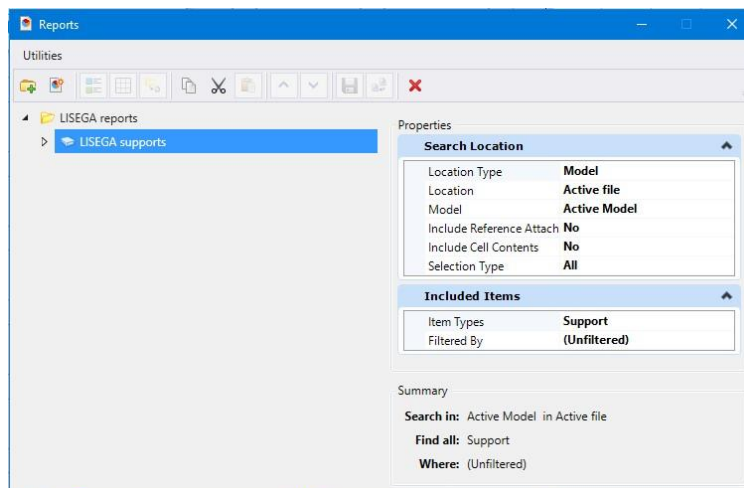 Reports
Utilities
LISEGA reports
LISEGA supports
Properties
Search Location
Location Type Model
Location Active file
Model Active Model
Include Reference Attach No
Include Cell Contents No
Selection Type All
Included Items
Item Types Support
Filtered By (Unfiltered)
Summary
Search in: Active Model in Active file
Find all: Support
Where: (Unfiltered)